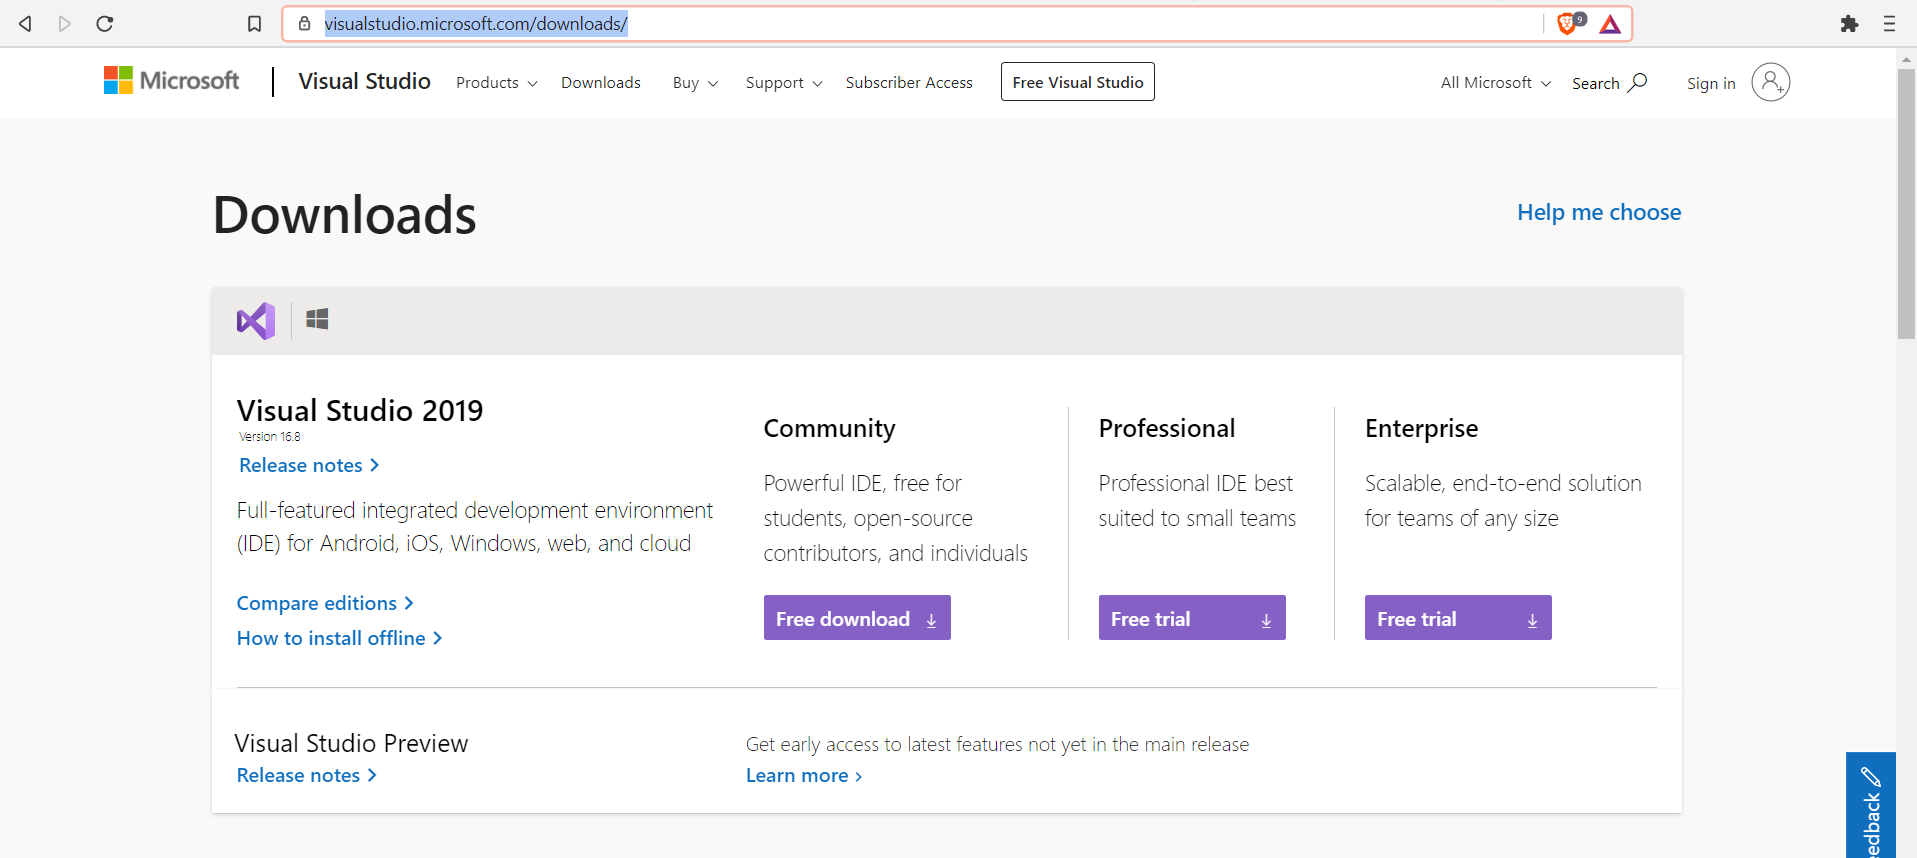 visualstudio.microsoft.com/downloads/
9
Microsoft
Visual Studio
Products
Downloads
Buy
Support
Subscriber Access
Free Visual Studio
All Microsoft
Search
Sign in
Downloads
Help me choose
Visual Studio 2019
Version 16.8
Release notes
Full-featured integrated development environment
(IDE) for Android, iOS, Windows, web, and cloud
Compare editions
How to install offline
Community
Powerful IDE, free for
students, open-source
contributors, and individuals
Free download
Professional
Professional IDE best
suited to small teams
Free trial
Enterprise
Scalable, end-to-end solution
for teams of any size
Free trial
Visual Studio Preview
Release notes
Get early access to latest features not yet in the main release
Learn more
edback